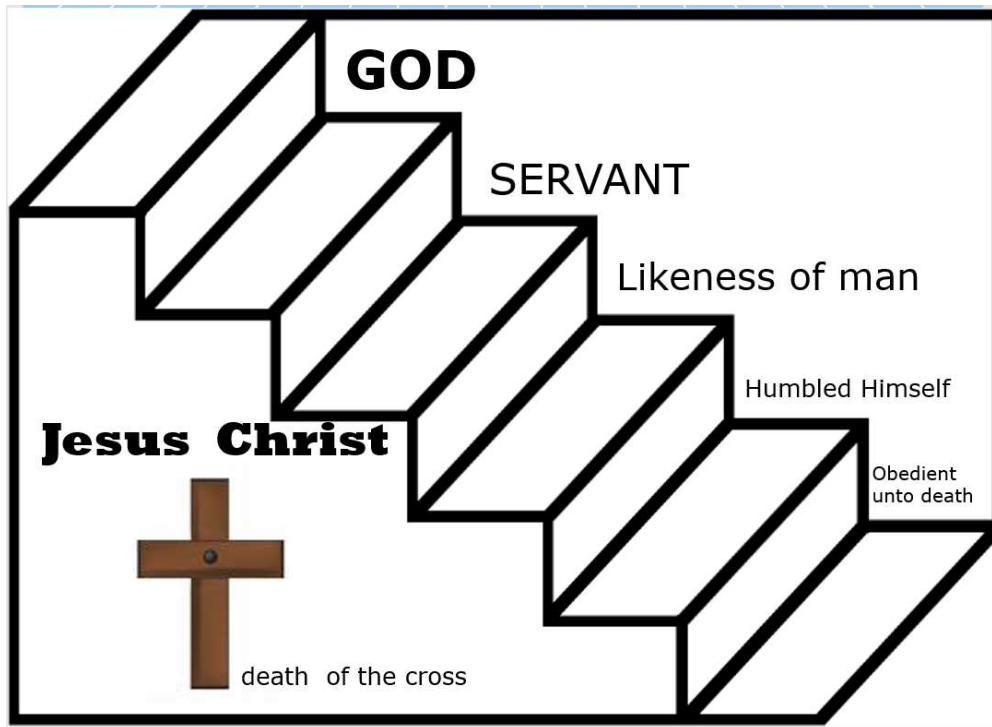 GOD
SERVANT
Likeness of man
Humbled Himself
Jesus Christ
Obedient
unto death
death of the cross